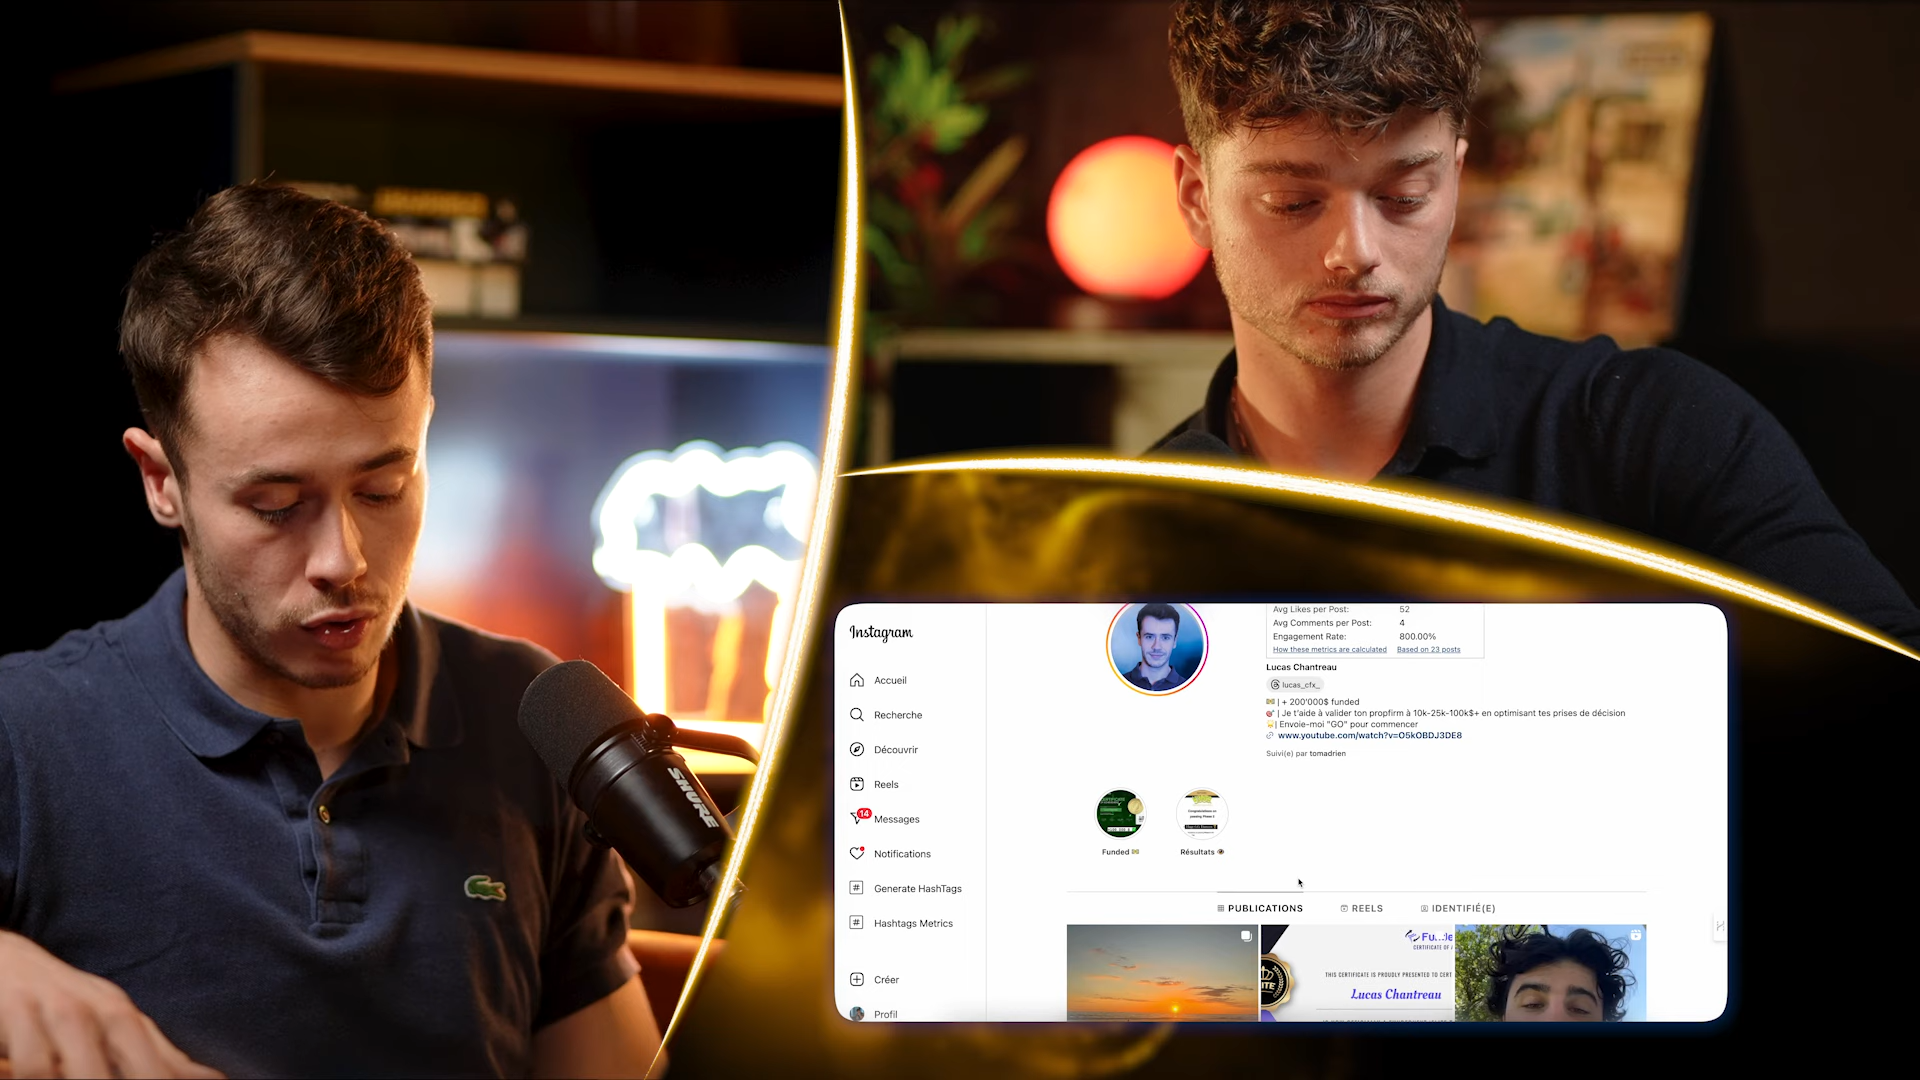 SHURE
Instagram
Accueil
Recherche
Découvrir
Reels
14
Messages
Notifications
# Generate HashTags
# Hashtags Metrics
Créer
Profil
Avg Likes per Post: 52
Avg Comments per Post: 4
Engagement Rate: 800.00%
How these metrics are calculated Based on 23 posts
Lucas Chantreau
lucas_cfx_
| + 200'000$ funded
| Je t'aide à valider ton propfirm à 10k-25k-100k$+ en optimisant tes prises de décision
| Envoie-moi "GO" pour commencer
www.youtube.com/watch?v=O5kOBDJ3DE8
Suivi(e) par tomadrien
Funded
Résultats
PUBLICATIONS
REELS
IDENTIFIÉ(E)
THIS CERTIFICATE IS PROUDLY PRESENTED TO CERT
Lucas Chantreau